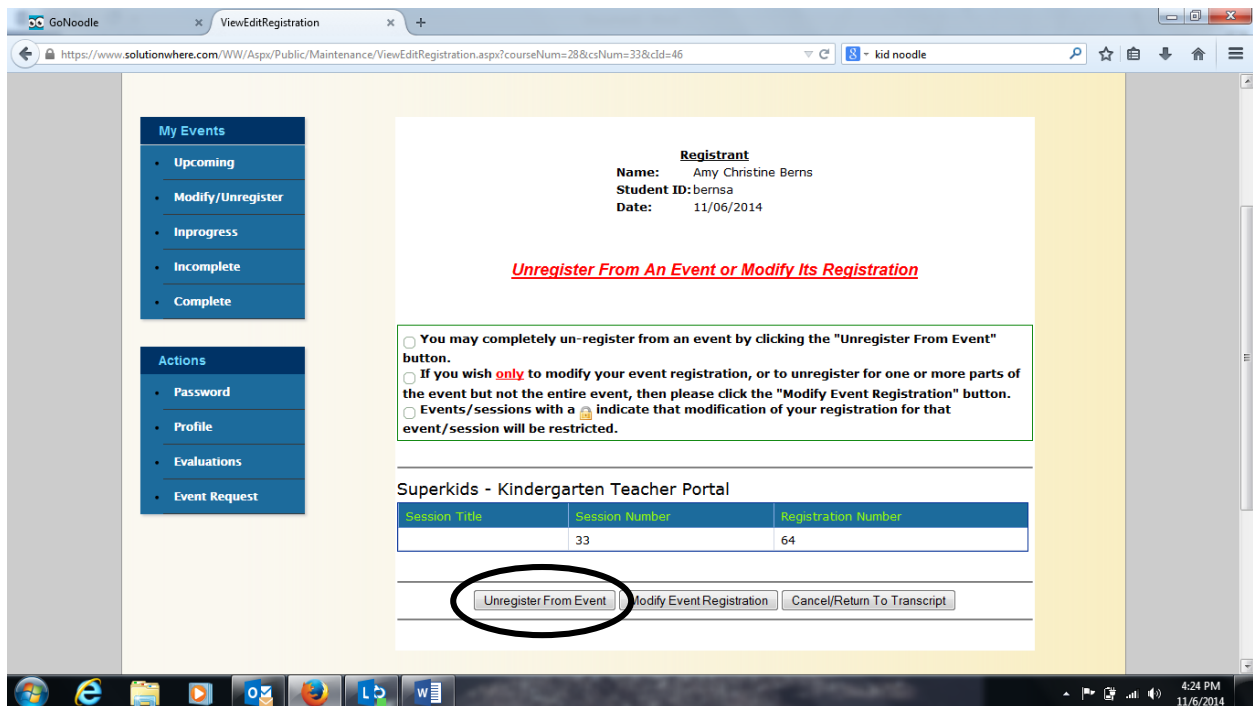 GoNoodle
ViewEditRegistration
https://www.solutionwhere.com/WW/Aspx/Public/Maintenance/ViewEditRegistration.aspx?courseNum=28&csNum=33&cId=46
kid noodle
My Events
Upcoming
Modify/Unregister
Inprogress
Incomplete
Complete
Actions
Password
Profile
Evaluations
Event Request
Registrant
Name: Amy Christine Berns
Student ID: bernsa
Date: 11/06/2014
Unregister From An Event or Modify Its Registration
You may completely un-register from an event by clicking the "Unregister From Event"
button.
If you wish only to modify your event registration, or to unregister for one or more parts of
the event but not the entire event, then please click the "Modify Event Registration" button.
Events/sessions with a indicate that modification of your registration for that
event/session will be restricted.
Superkids - Kindergarten Teacher Portal
Session Title Session Number Registration Number
33 64
Unregister From Event Modify Event Registration Cancel/Return To Transcript
4:24 PM
11/6/2014